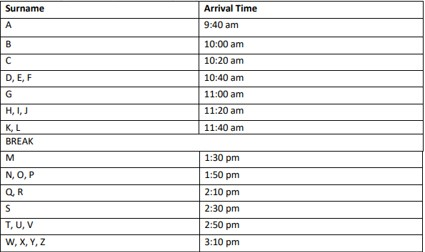 Surname Arrival Time
A 9:40 am
B 10:00 am
C 10:20 am
D, E, F 10:40 am
G 11:00 am
H, I, J 11:20 am
K, L 11:40 am
BREAK
M 1:30 pm
N, O, P 1:50 pm
Q, R 2:10 pm
S 2:30 pm
T, U, V 2:50 pm
W, X, Y, Z 3:10 pm